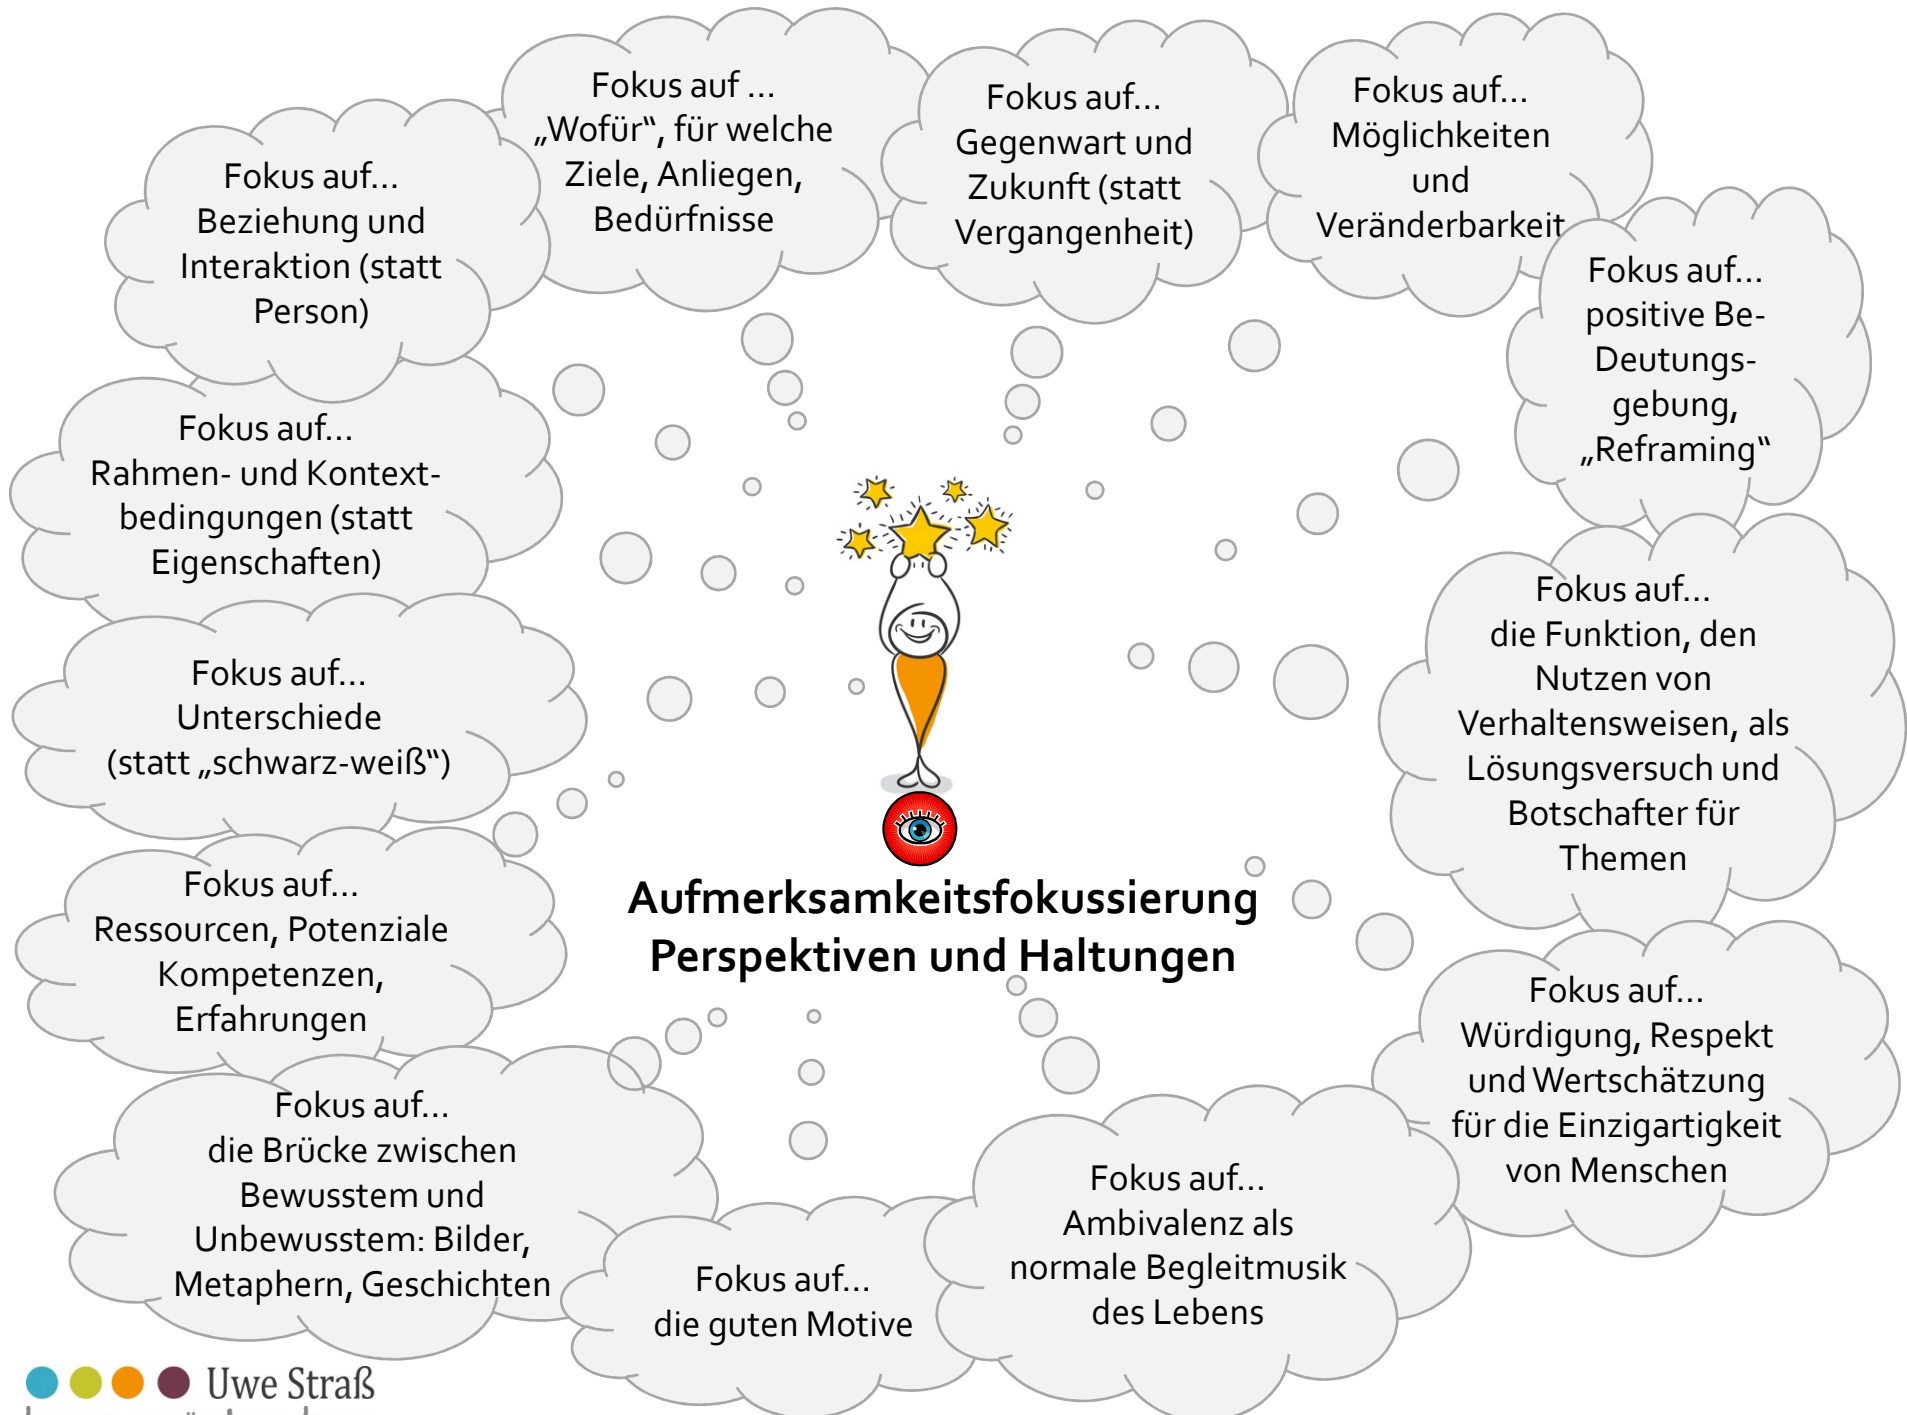 Fokus auf ...
„Wofür“, für welche
Ziele, Anliegen,
Bedürfnisse
Fokus auf...
Gegenwart und
Zukunft (statt
Vergangenheit)
Fokus auf...
Möglichkeiten
und
Veränderbarkeit
Fokus auf...
positive Be-
Deutungs-
gebung,
„Reframing“
Fokus auf...
die Funktion, den
Nutzen von
Verhaltensweisen, als
Lösungsversuch und
Botschafter für
Themen
Fokus auf...
Würdigung, Respekt
und Wertschätzung
für die Einzigartigkeit
von Menschen
Fokus auf...
Ambivalenz als
normale Begleitmusik
des Lebens
Fokus auf...
die guten Motive
Fokus auf...
die Brücke zwischen
Bewusstem und
Unbewusstem: Bilder,
Metaphern, Geschichten
Fokus auf...
Ressourcen, Potenziale
Kompetenzen,
Erfahrungen
Fokus auf...
Unterschiede
(statt „schwarz-weiß“)
Fokus auf...
Rahmen- und Kontext-
bedingungen (statt
Eigenschaften)
Fokus auf...
Beziehung und
Interaktion (statt
Person)
Aufmerksamkeitsfokussierung
Perspektiven und Haltungen
Uwe Straß